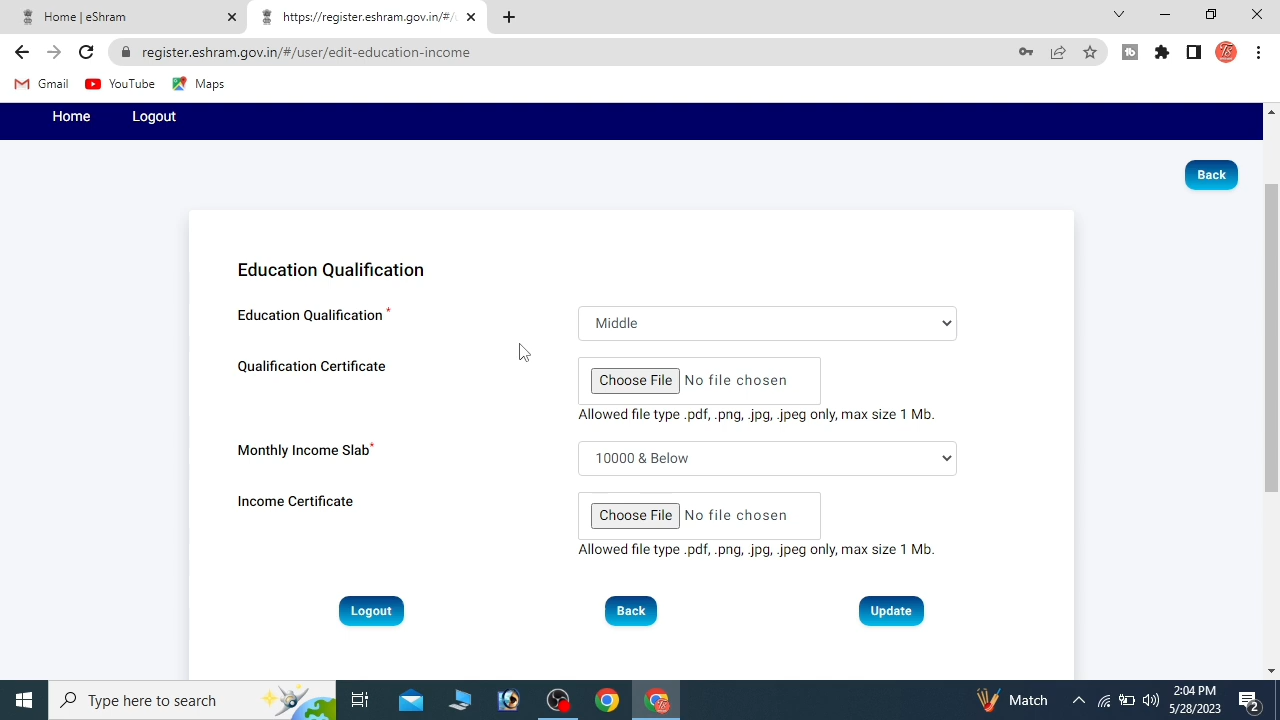 Home | eShram
https://register.eshram.gov.in/#/
register.eshram.gov.in/#/user/edit-education-income
Gmail YouTube Maps
Home Logout
Back
Education Qualification
Education Qualification *
Middle
Qualification Certificate
Choose File No file chosen
Allowed file type .pdf, .png, .jpg, .jpeg only, max size 1 Mb.
Monthly Income Slab*
10000 & Below
Income Certificate
Choose File No file chosen
Allowed file type .pdf, .png, .jpg, .jpeg only, max size 1 Mb.
Logout Back Update
Type here to search
Match
2:04 PM
5/28/2023
2